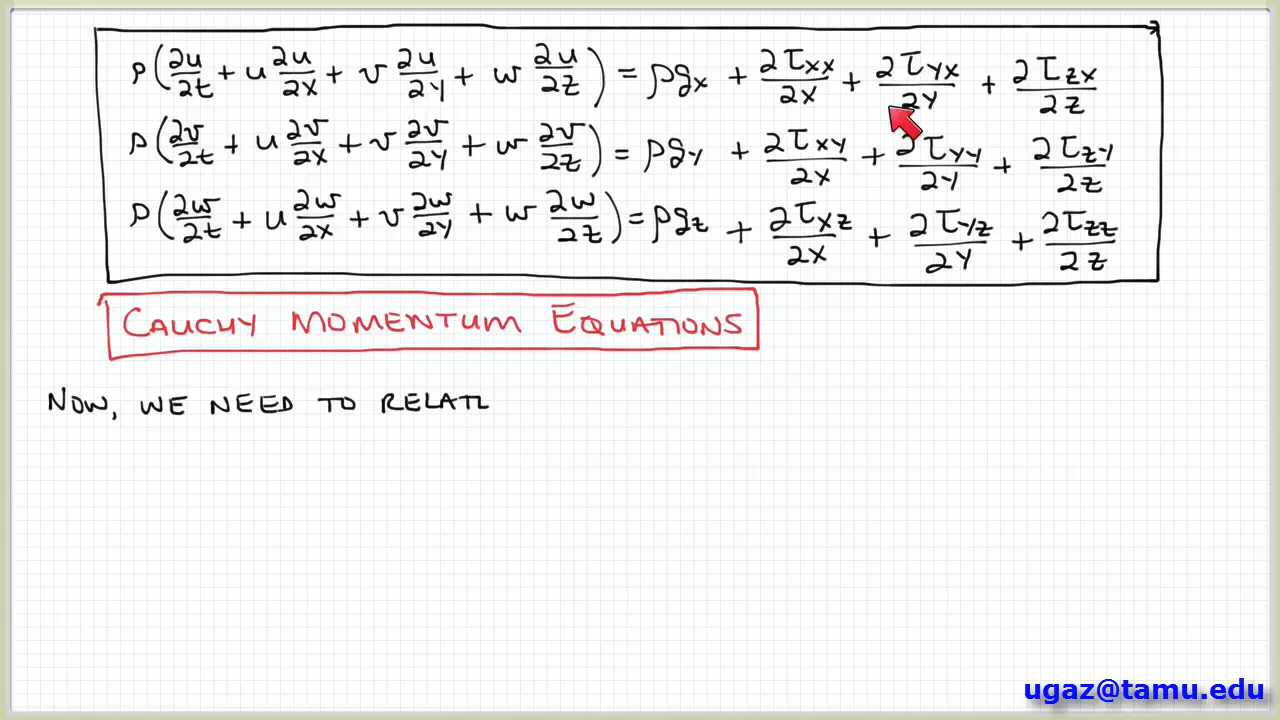 ρ(∂u/∂t + u ∂u/∂x + v ∂u/∂y + w ∂u/∂z) = ρgx + ∂τxx/∂x + ∂τyx/∂y + ∂τzx/∂z
ρ(∂v/∂t + u ∂v/∂x + v ∂v/∂y + w ∂v/∂z) = ρgy + ∂τxy/∂x + ∂τyy/∂y + ∂τzy/∂z
ρ(∂w/∂t + u ∂w/∂x + v ∂w/∂y + w ∂w/∂z) = ρgz + ∂τxz/∂x + ∂τyz/∂y + ∂τzz/∂z
CAUCHY MOMENTUM EQUATIONS
NOW, WE NEED TO RELAT
ugaz@tamu.edu